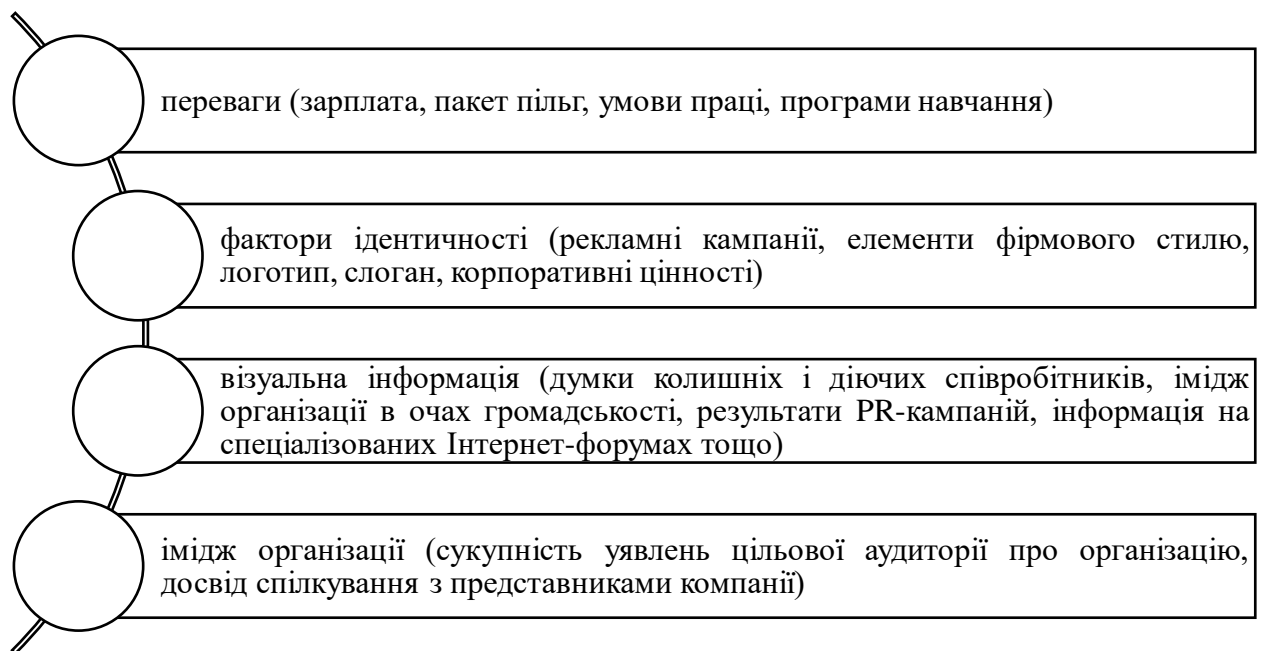 переваги (зарплата, пакет пільг, умови праці, програми навчання)
фактори ідентичності (рекламні кампанії, елементи фірмового стилю,
логотип, слоган, корпоративні цінності)
візуальна інформація (думки колишніх і діючих співробітників, імідж
організації в очах громадськості, результати PR-кампаній, інформація на
спеціалізованих Інтернет-форумах тощо)
імідж організації (сукупність уявлень цільової аудиторії про організацію,
досвід спілкування з представниками компанії)